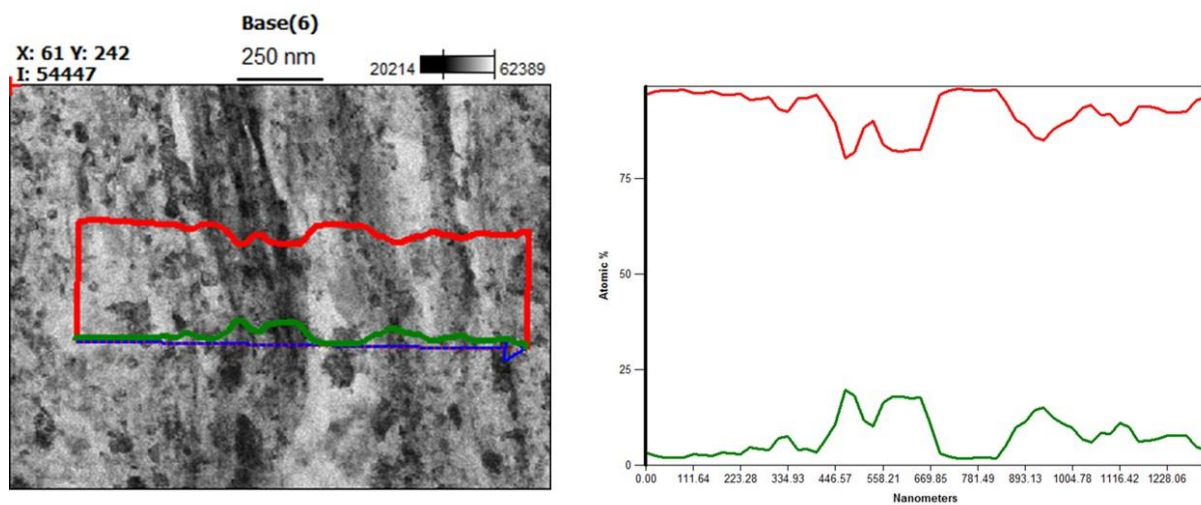 Base(6)
X: 61 Y: 242
I: 54447
250 nm
20214
62389
Atomic %
75
50
25
0
0.00 111.64 223.28 334.93 446.57 558.21 669.85 781.49 893.13 1004.78 1116.42 1228.06
Nanometers